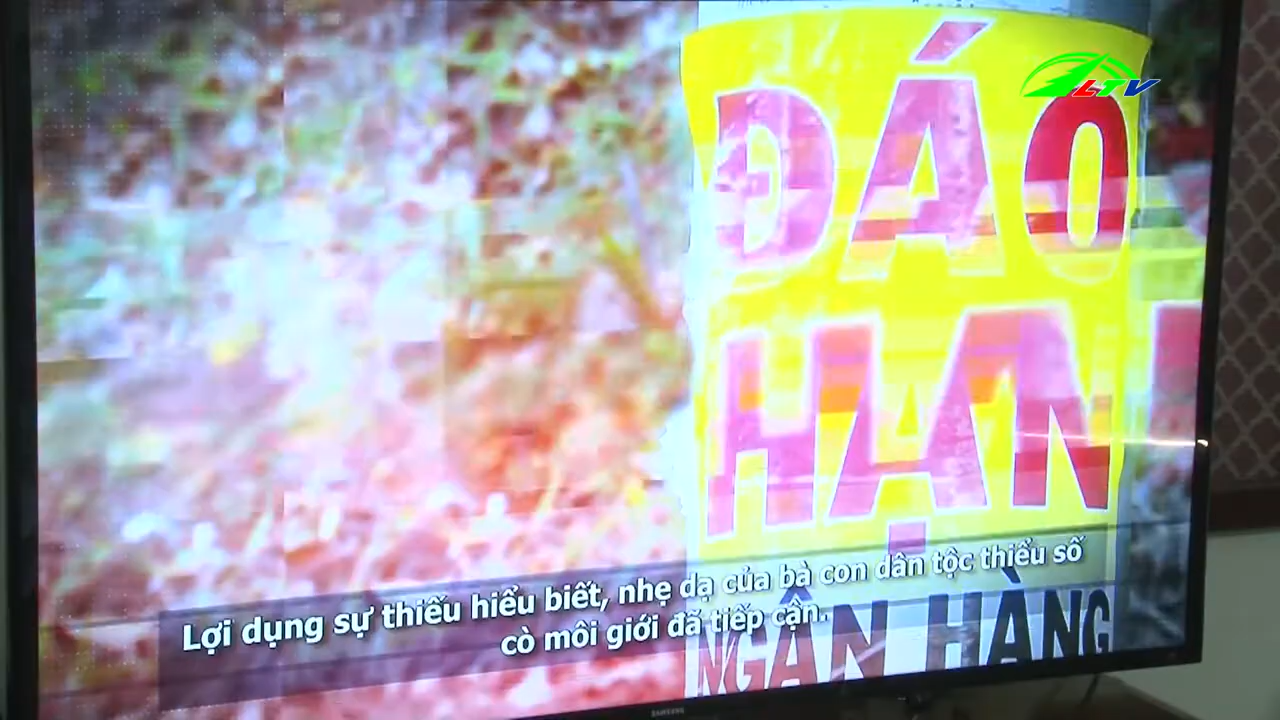 ĐÁO
LTV
HẠN
Lợi dụng sự thiếu hiểu biết, nhẹ dạ của bà con dân tộc thiểu số
cò môi giới đã tiếp cận.
NGÂN HÀNG
SAMSUNG